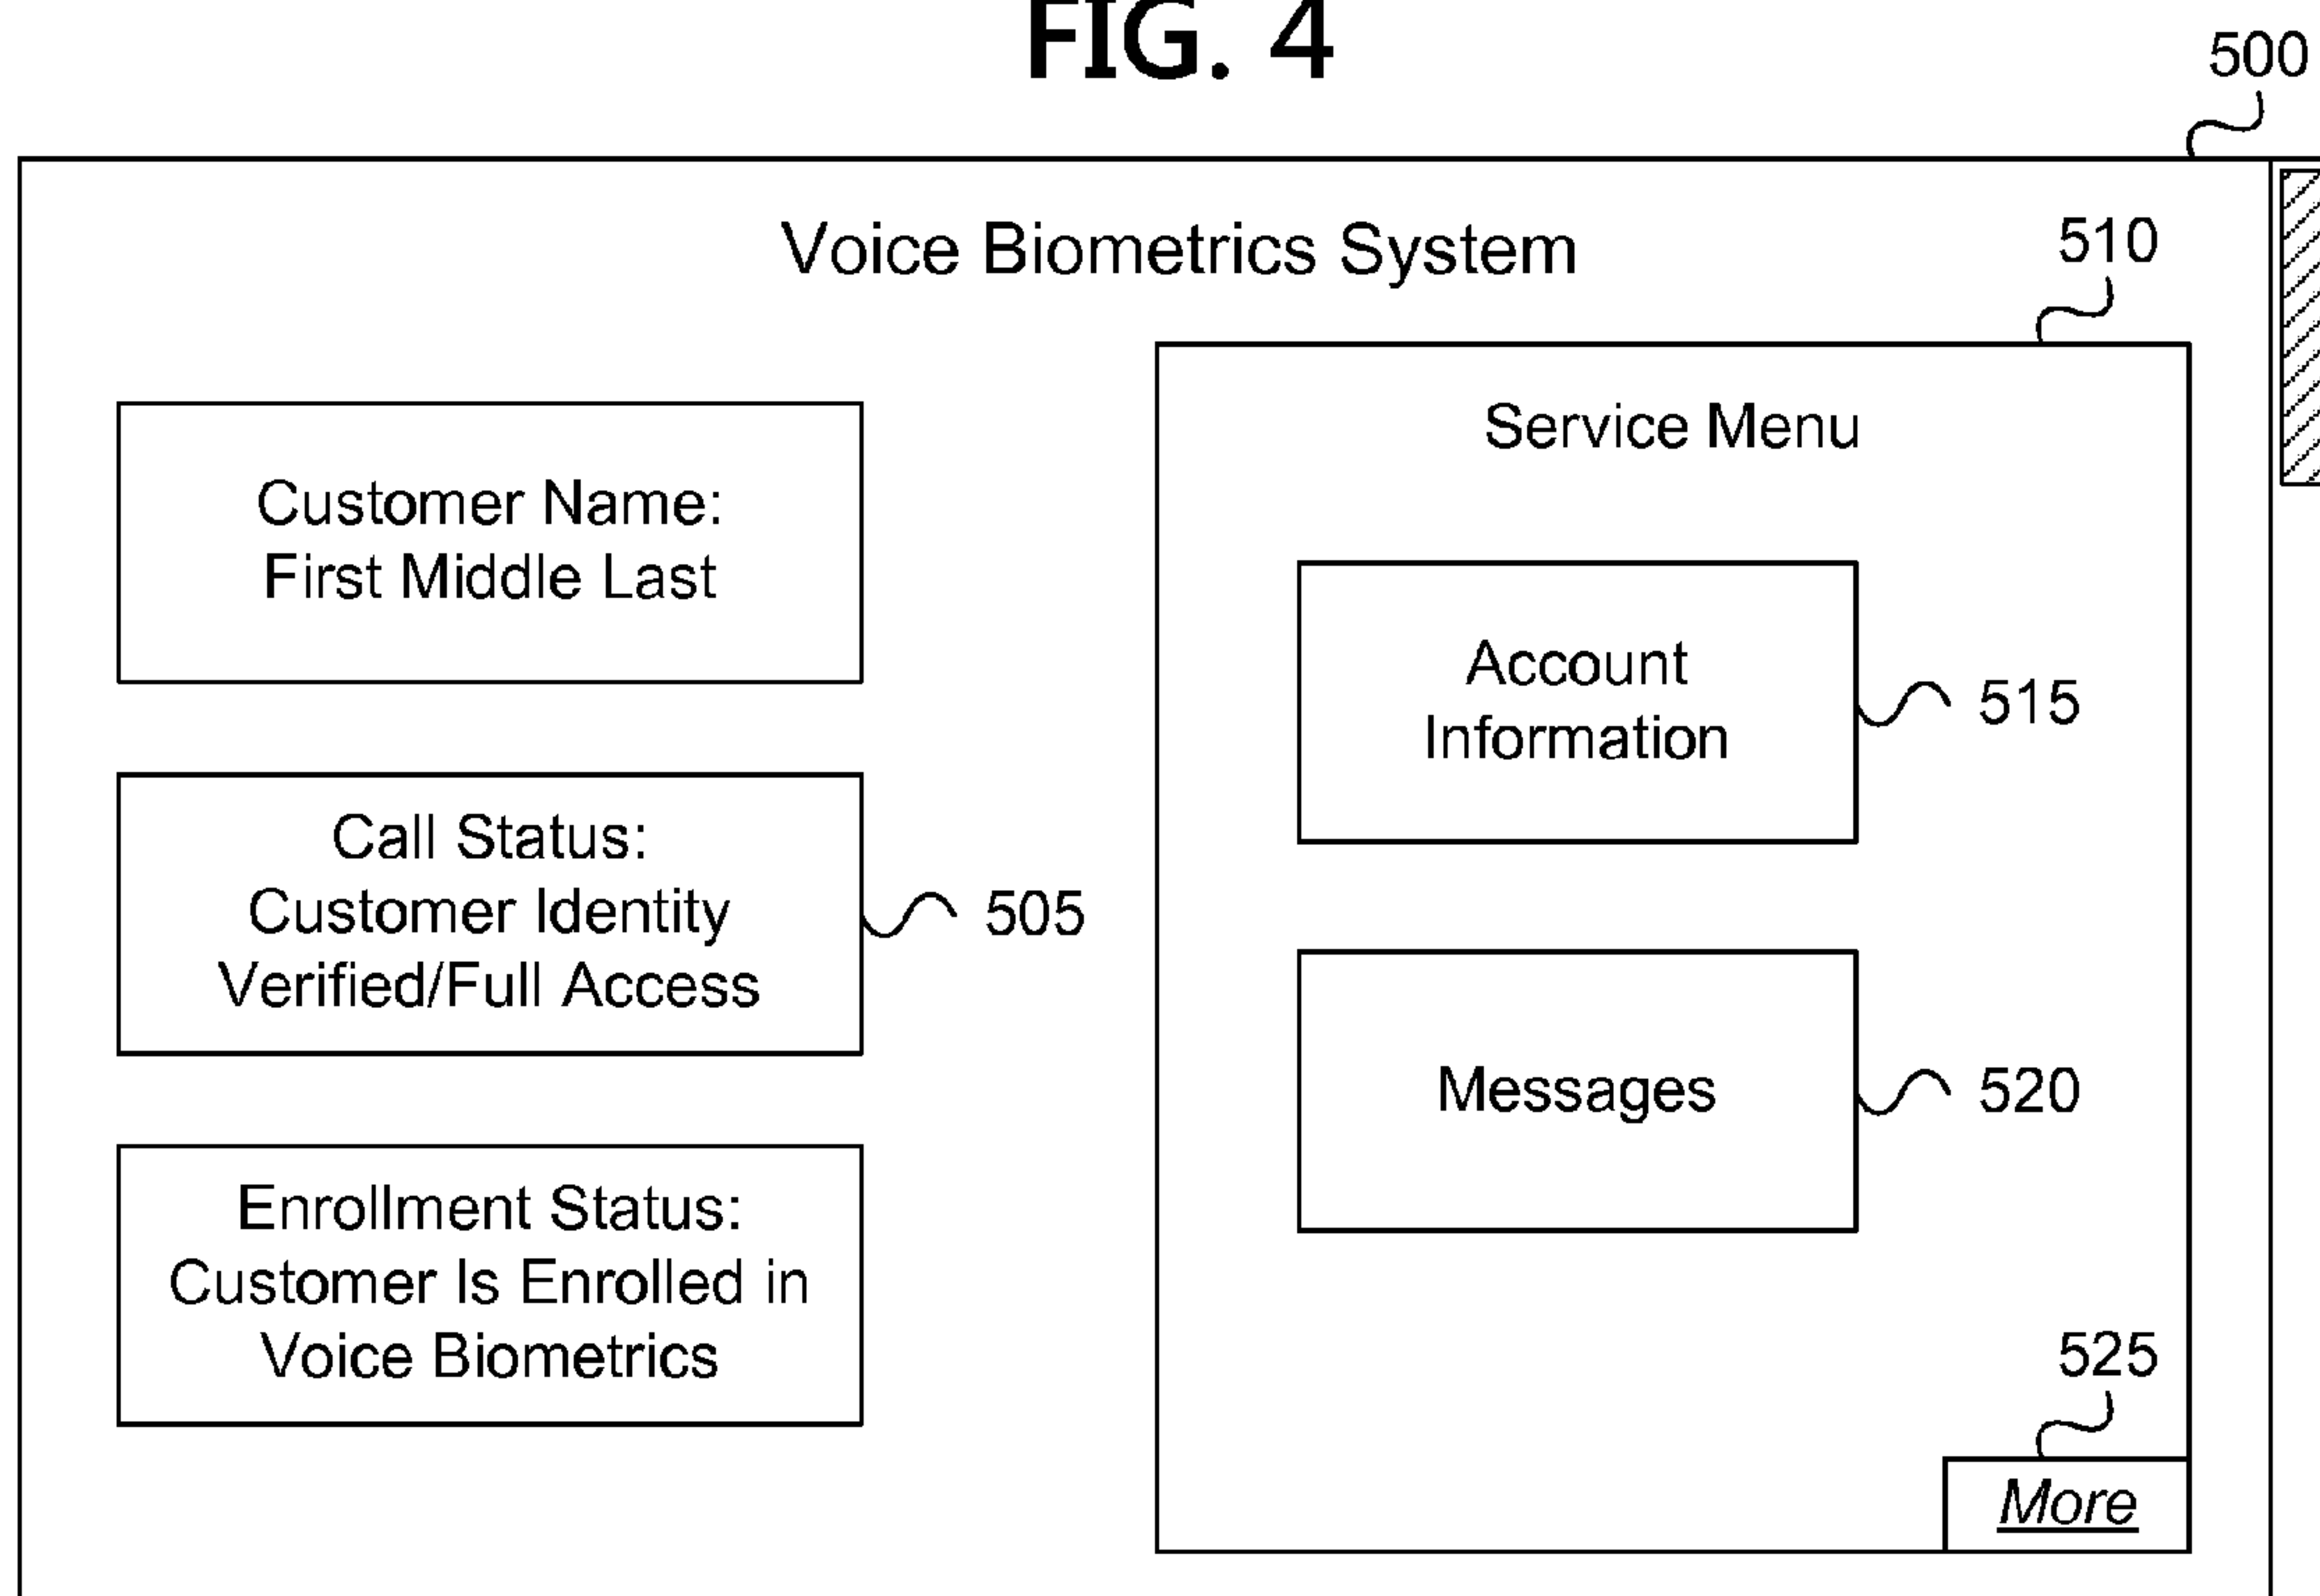 FIG. 4
500
Voice Biometrics System
510
Customer Name:
First Middle Last
Call Status:
Customer Identity
Verified/Full Access
505
Enrollment Status:
Customer Is Enrolled in
Voice Biometrics
Service Menu
Account
Information
515
Messages
520
525
More